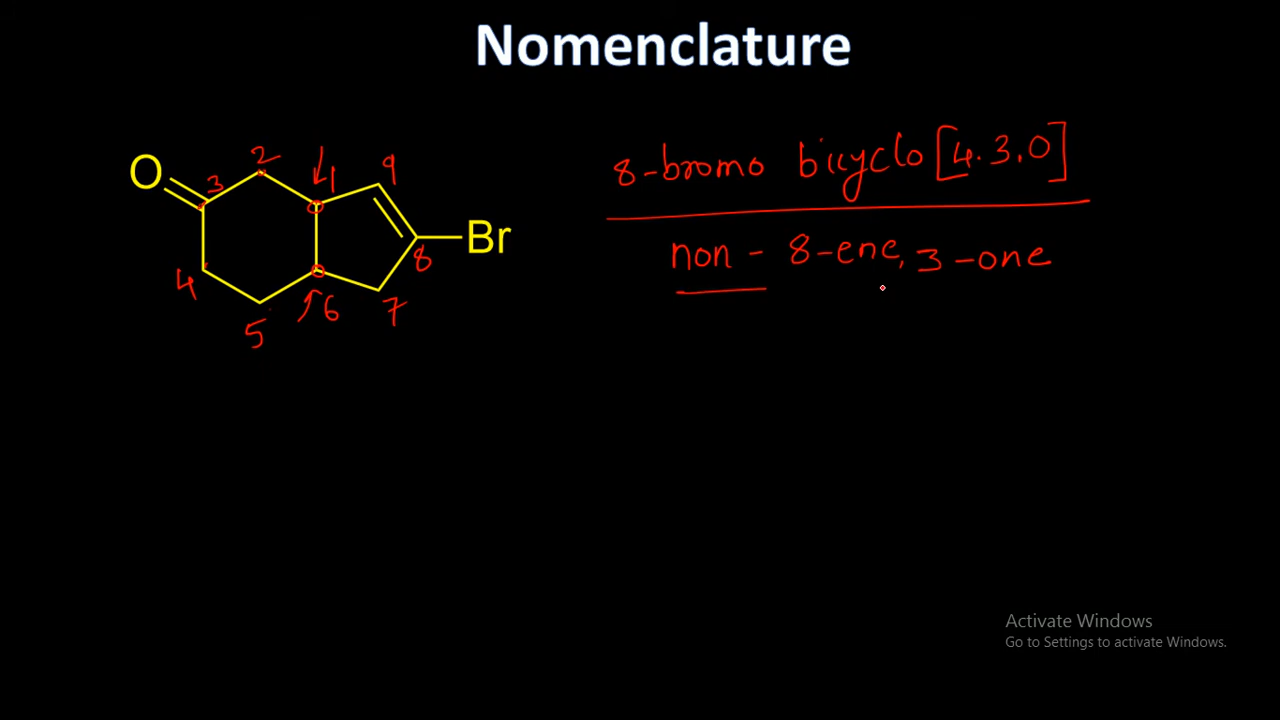 Nomenclature
O
3
2
1
9
Br
8
4
5
6
7
8-bromo bicyclo[4.3.0]
non - 8-ene, 3-one
Activate Windows
Go to Settings to activate Windows.